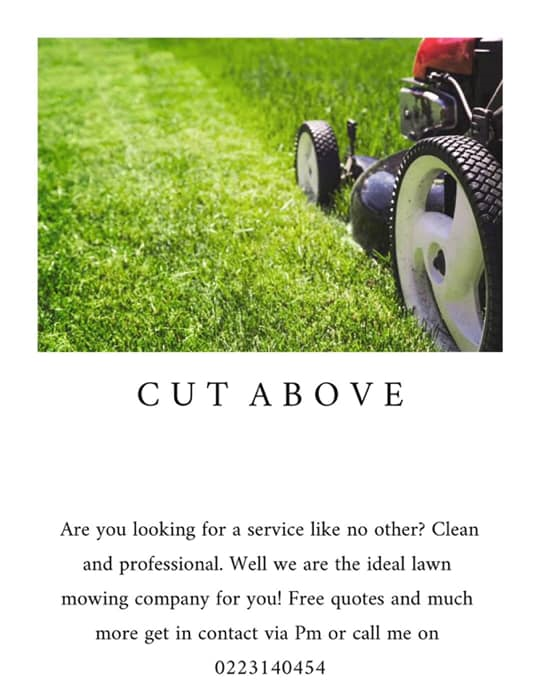 CUT ABOVE
Are you looking for a service like no other? Clean
and professional. Well we are the ideal lawn
mowing company for you! Free quotes and much
more get in contact via Pm or call me on
0223140454